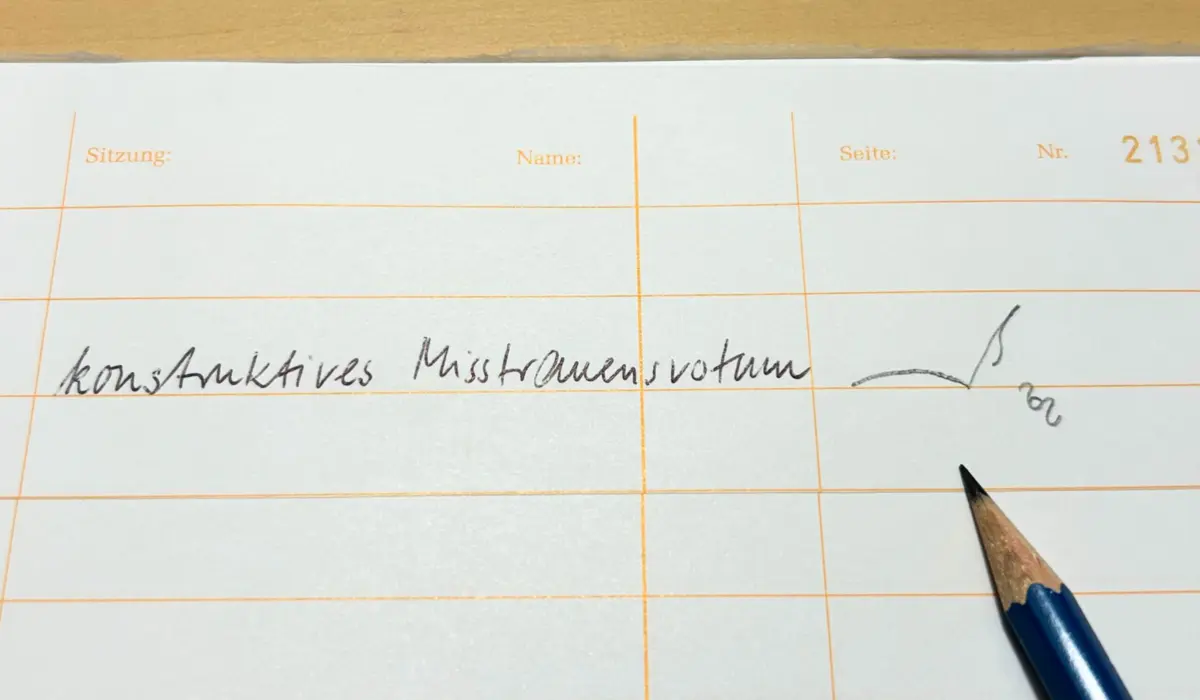 Sitzung: Name: Seite: Nr. 213
konstruktives Misstrauensvotum